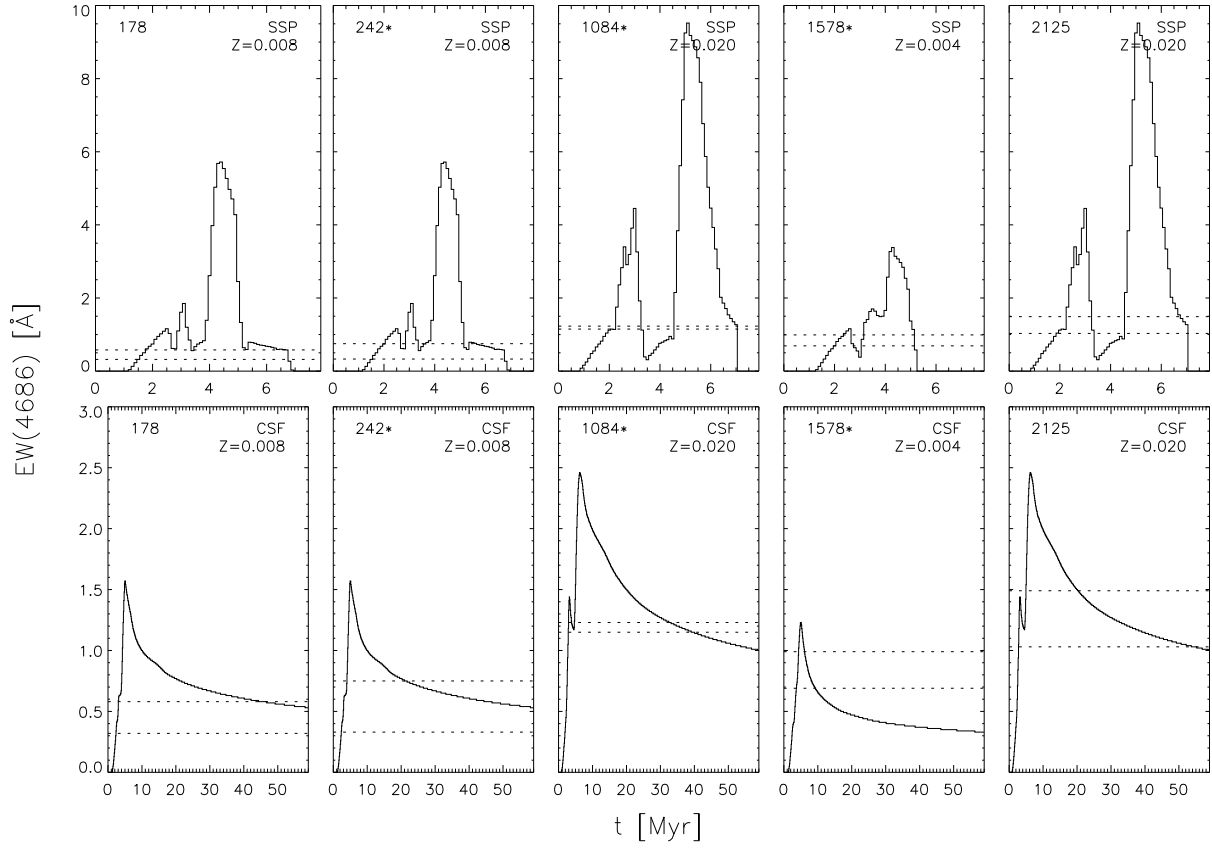 178 SSP
Z=0.008
242* SSP
Z=0.008
1084* SSP
Z=0.020
1578* SSP
Z=0.004
2125 SSP
Z=0.020
10
8
6
4
2
0
0 2 4 6
0 2 4 6
0 2 4 6
0 2 4 6
0 2 4 6
EW(4686) [Å]
178 CSF
Z=0.008
242* CSF
Z=0.008
1084* CSF
Z=0.020
1578* CSF
Z=0.004
2125 CSF
Z=0.020
3.0
2.5
2.0
1.5
1.0
0.5
0.0
0 10 20 30 40 50
0 10 20 30 40 50
0 10 20 30 40 50
0 10 20 30 40 50
0 10 20 30 40 50
t [Myr]